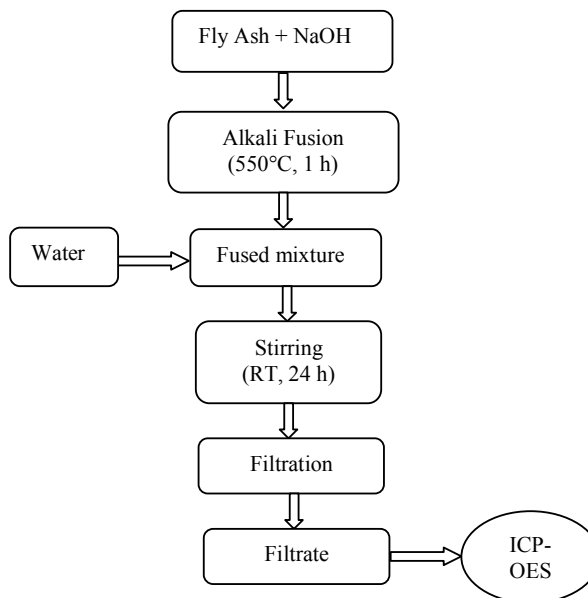 Fly Ash + NaOH
Alkali Fusion
(550°C, 1 h)
Water
Fused mixture
Stirring
(RT, 24 h)
Filtration
Filtrate
ICP-
OES